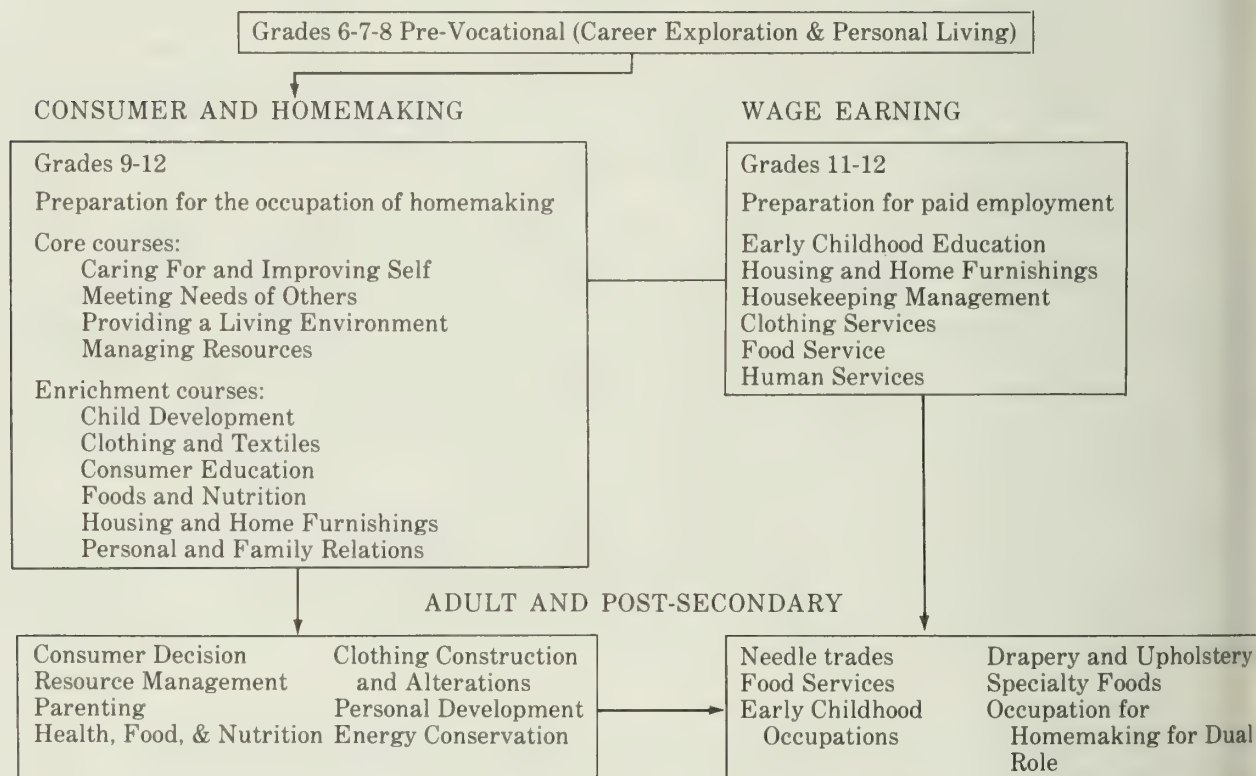 Grades 6-7-8 Pre-Vocational (Career Exploration & Personal Living)
CONSUMER AND HOMEMAKING
Grades 9-12
Preparation for the occupation of homemaking
Core courses:
Caring For and Improving Self
Meeting Needs of Others
Providing a Living Environment
Managing Resources
Enrichment courses:
Child Development
Clothing and Textiles
Consumer Education
Foods and Nutrition
Housing and Home Furnishings
Personal and Family Relations
WAGE EARNING
Grades 11-12
Preparation for paid employment
Early Childhood Education
Housing and Home Furnishings
Housekeeping Management
Clothing Services
Food Service
Human Services
ADULT AND POST-SECONDARY
Consumer Decision
Resource Management
Parenting
Health, Food, & Nutrition
Clothing Construction
and Alterations
Personal Development
Energy Conservation
Needle trades
Food Services
Early Childhood
Occupations
Drapery and Upholstery
Specialty Foods
Occupation for
Homemaking for Dual
Role